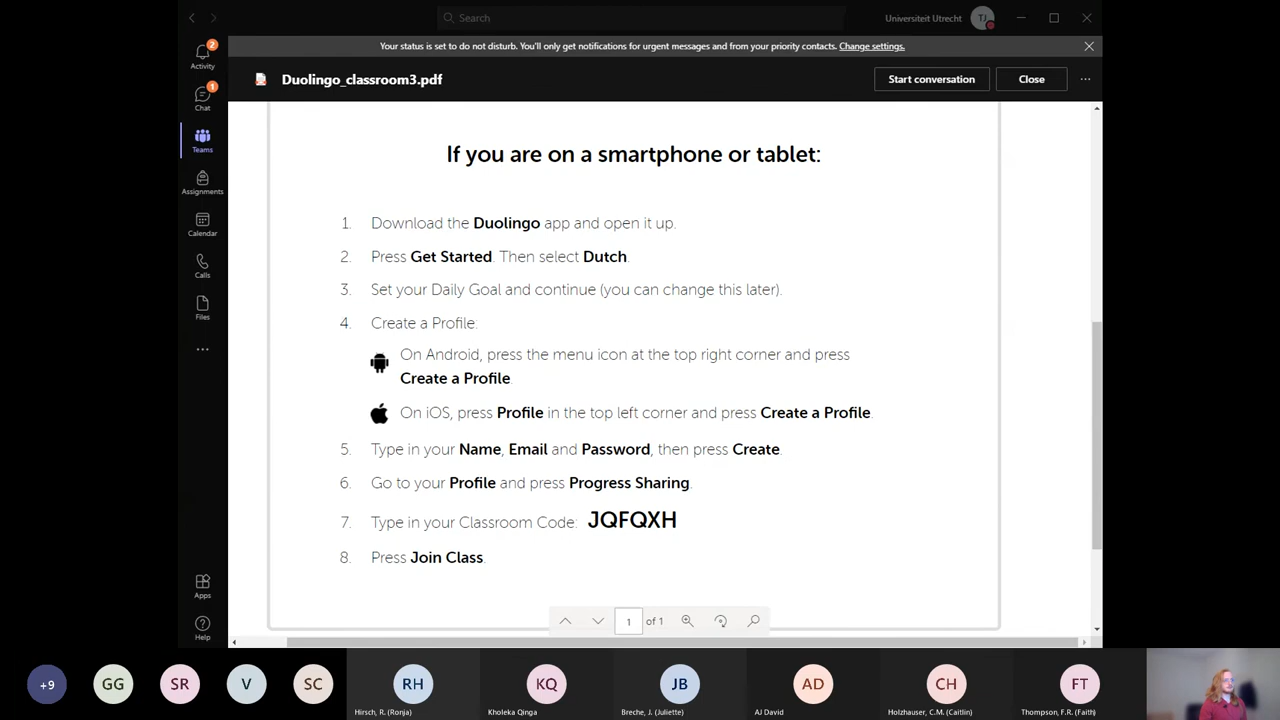 Search
Universiteit Utrecht
TJ
Your status is set to do not disturb. You'll only get notifications for urgent messages and from your priority contacts. Change settings.
2
Activity
1
Chat
Teams
Assignments
Calendar
Calls
Files
Apps
Help
Duolingo_classroom3.pdf
Start conversation
Close
If you are on a smartphone or tablet:
1. Download the Duolingo app and open it up.
2. Press Get Started. Then select Dutch.
3. Set your Daily Goal and continue (you can change this later).
4. Create a Profile:
On Android, press the menu icon at the top right corner and press
Create a Profile.
On iOS, press Profile in the top left corner and press Create a Profile.
5. Type in your Name, Email and Password, then press Create.
6. Go to your Profile and press Progress Sharing.
7. Type in your Classroom Code: JQFQXH
8. Press Join Class.
1 of 1
+9
GG
SR
V
SC
RH
Hirsch, R. (Ronja)
KQ
Kholeka Qinga
JB
Breche, J. (Juliette)
AD
AJ David
CH
Holzhauser, C.M. (Caitlin)
FT
Thompson, F.R. (Faith)